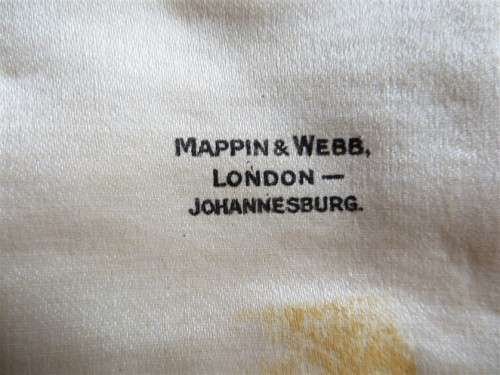 MAPPIN & WEBB,
LONDON —
JOHANNESBURG.